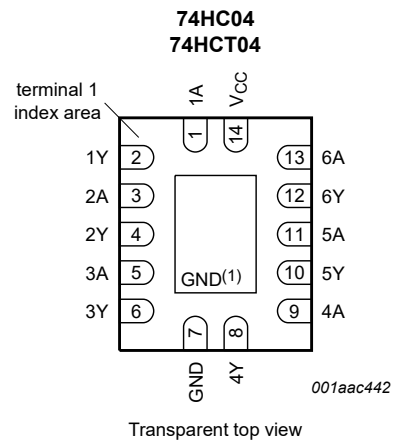 74HC04
74HCT04
terminal 1
index area
1A
VCC
1
14
1Y 2
13 6A
2A 3
12 6Y
2Y 4
11 5A
3A 5
10 5Y
GND(1)
3Y 6
9 4A
7
8
GND
4Y
001aac442
Transparent top view